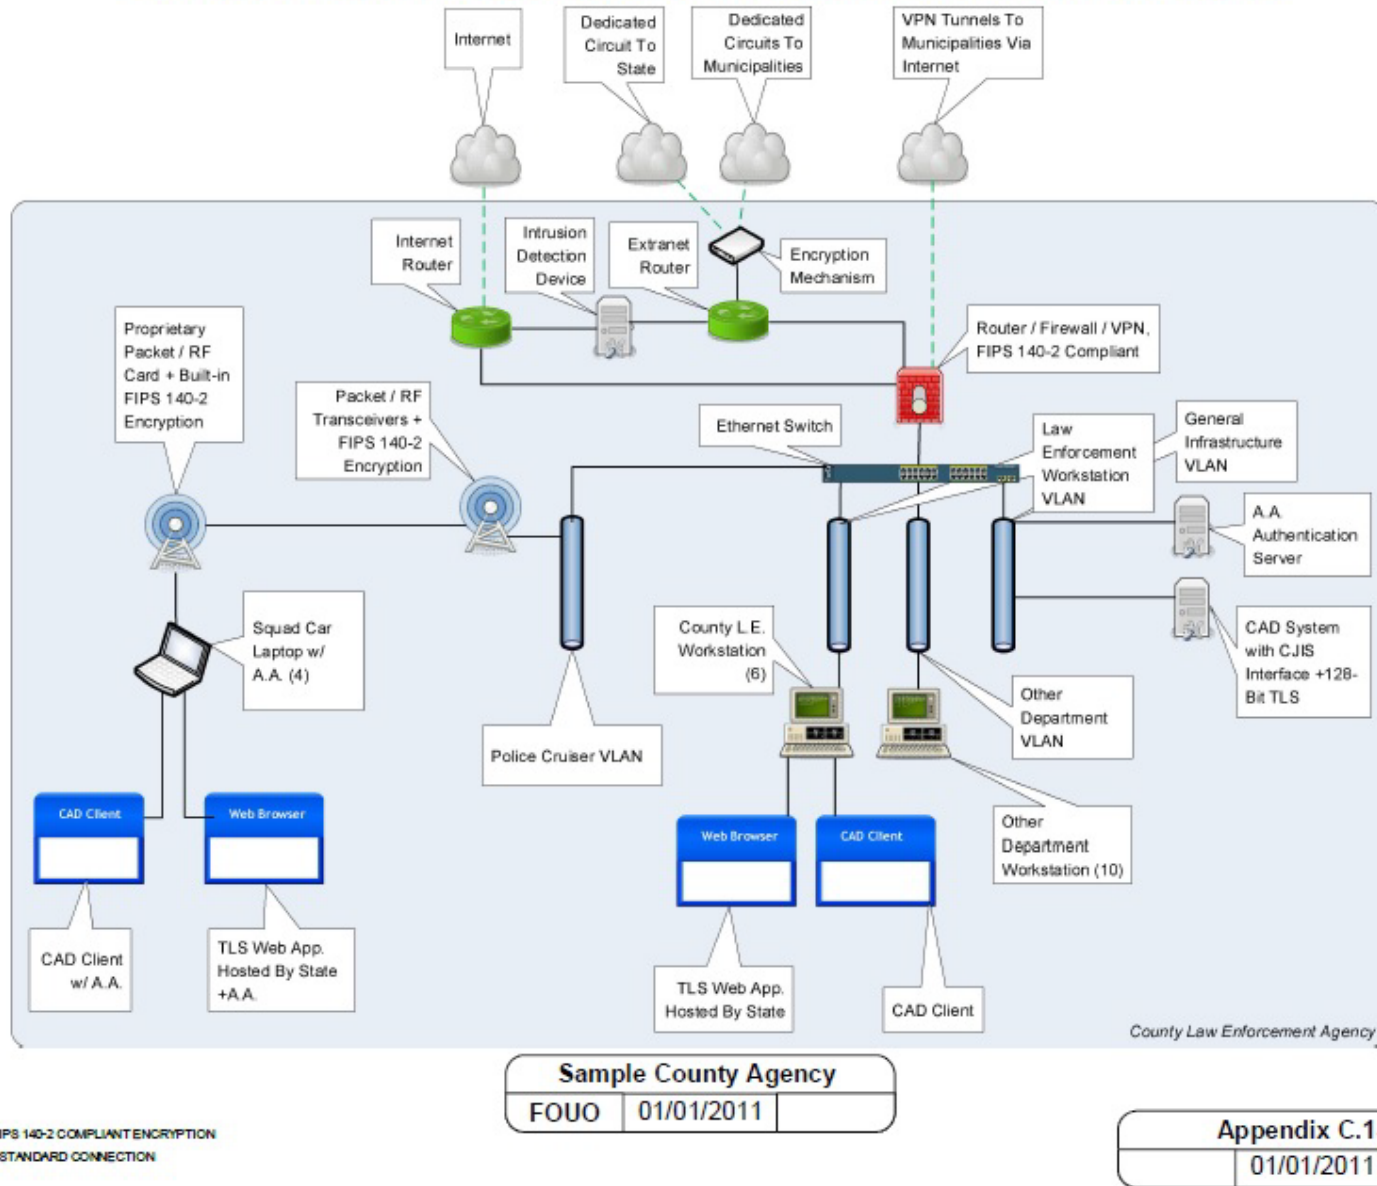 Internet
Dedicated
Circuit To
State
Dedicated
Circuits To
Municipalities
VPN Tunnels To
Municipalities Via
Internet
Internet
Router
Intrusion
Detection
Device
Extranet
Router
Encryption
Mechanism
Router / Firewall / VPN,
FIPS 140-2 Compliant
Proprietary
Packet / RF
Card + Built-in
FIPS 140-2
Encryption
Packet / RF
Transceivers +
FIPS 140-2
Encryption
Ethernet Switch
Law
Enforcement
Workstation
VLAN
General
Infrastructure
VLAN
A.A.
Authentication
Server
CAD System
with CJIS
Interface +128-
Bit TLS
Squad Car
Laptop w/
A.A. (4)
County L.E.
Workstation
(6)
Police Cruiser VLAN
Other
Department
VLAN
Other
Department
Workstation (10)
CAD Client
Web Browser
Web Browser
CAD Client
CAD Client
w/ A.A.
TLS Web App.
Hosted By State
+A.A.
TLS Web App.
Hosted By State
CAD Client
County Law Enforcement Agency
Sample County Agency
FOUO 01/01/2011
IPS 140-2 COMPLIANT ENCRYPTION
STANDARD CONNECTION
Appendix C.1
01/01/2011